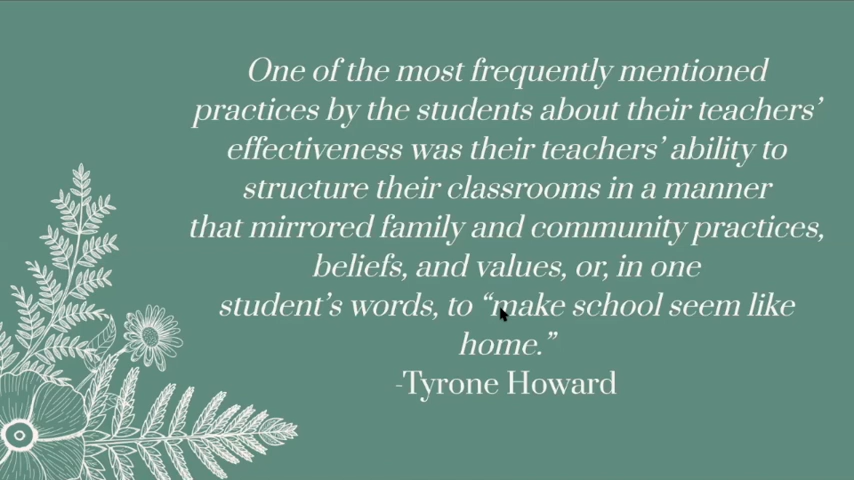 One of the most frequently mentioned
practices by the students about their teachers’
effectiveness was their teachers’ ability to
structure their classrooms in a manner
that mirrored family and community practices,
beliefs, and values, or, in one
student’s words, to “make school seem like
home.”
-Tyrone Howard